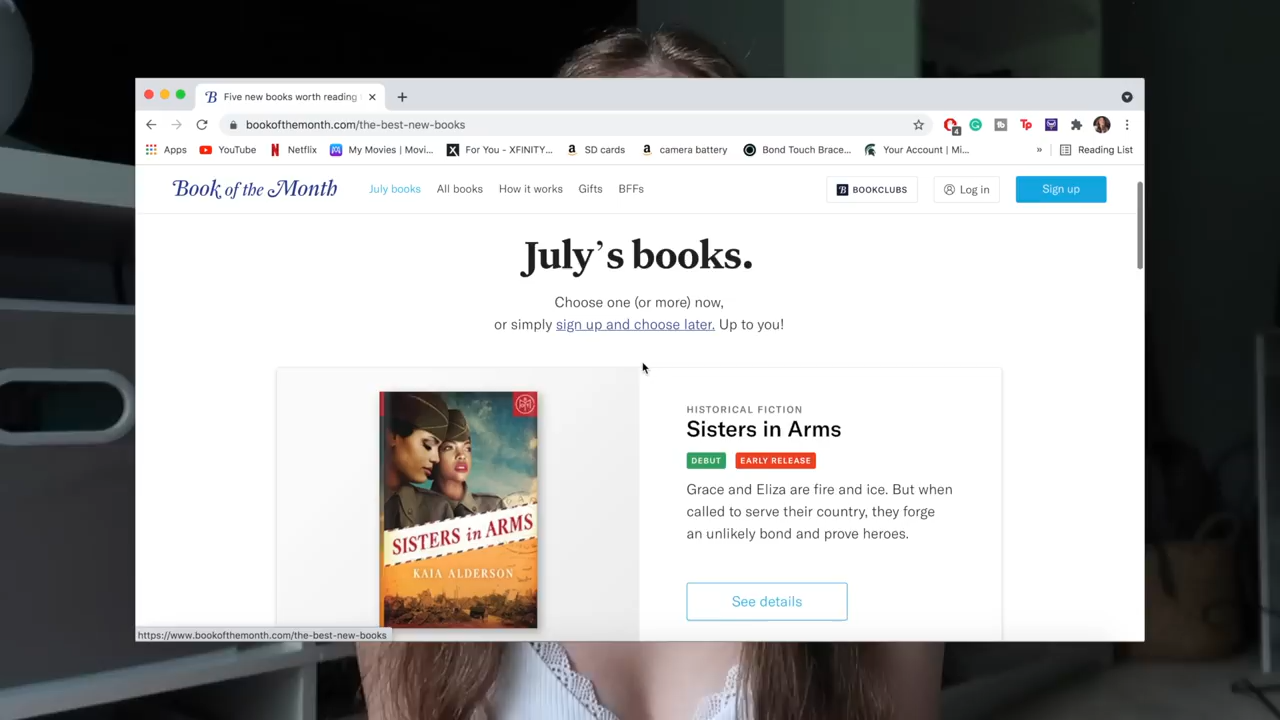 Five new books worth reading
bookofthemonth.com/the-best-new-books
4
Tp
Apps
YouTube
Netflix
My Movies | Movi...
For You - XFINITY...
SD cards
camera battery
Bond Touch Brace...
Your Account | Mi...
»
Reading List
Book of the Month
July books
All books
How it works
Gifts
BFFs
BOOKCLUBS
Log in
Sign up
July's books.
Choose one (or more) now,
or simply sign up and choose later. Up to you!
SISTERS in ARMS
KAIA ALDERSON
HISTORICAL FICTION
Sisters in Arms
DEBUT
EARLY RELEASE
Grace and Eliza are fire and ice. But when
called to serve their country, they forge
an unlikely bond and prove heroes.
See details
https://www.bookofthemonth.com/the-best-new-books